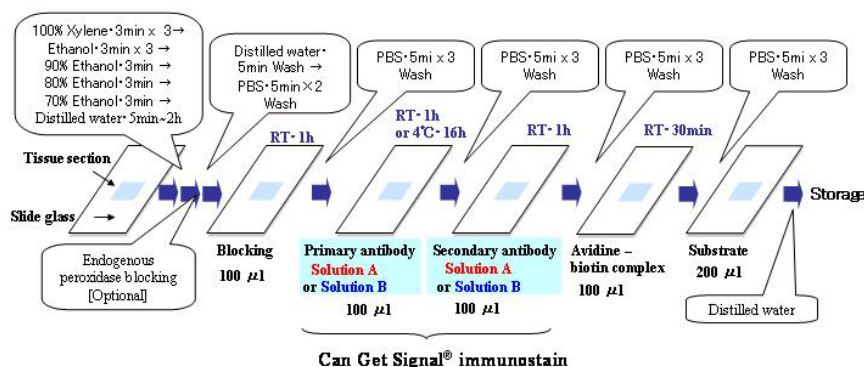 100% Xylene･3min x 3→
Ethanol･3min x 3→
90% Ethanol･3min →
80% Ethanol･3min →
70% Ethanol･3min→
Distilled water･5min~2h
Distilled water･
5min Wash →
PBS･5min×2
Wash
PBS･5mi x 3
Wash
PBS･5mi x 3
Wash
PBS･5mi x 3
Wash
PBS･5mi x 3
Wash
RT- 1h
RT- 1h
or 4℃- 16h
RT- 1h
RT- 30min
Tissue section
Slide glass
Storage
Endogenous
peroxidase blocking
[Optional]
Blocking
100 μl
Primary antibody
Solution A
or Solution B
100 μl
Secondary antibody
Solution A
or Solution B
100 μl
Avidine –
biotin complex
100 μl
Substrate
200 μl
Distilled water
Can Get Signal® immunostain